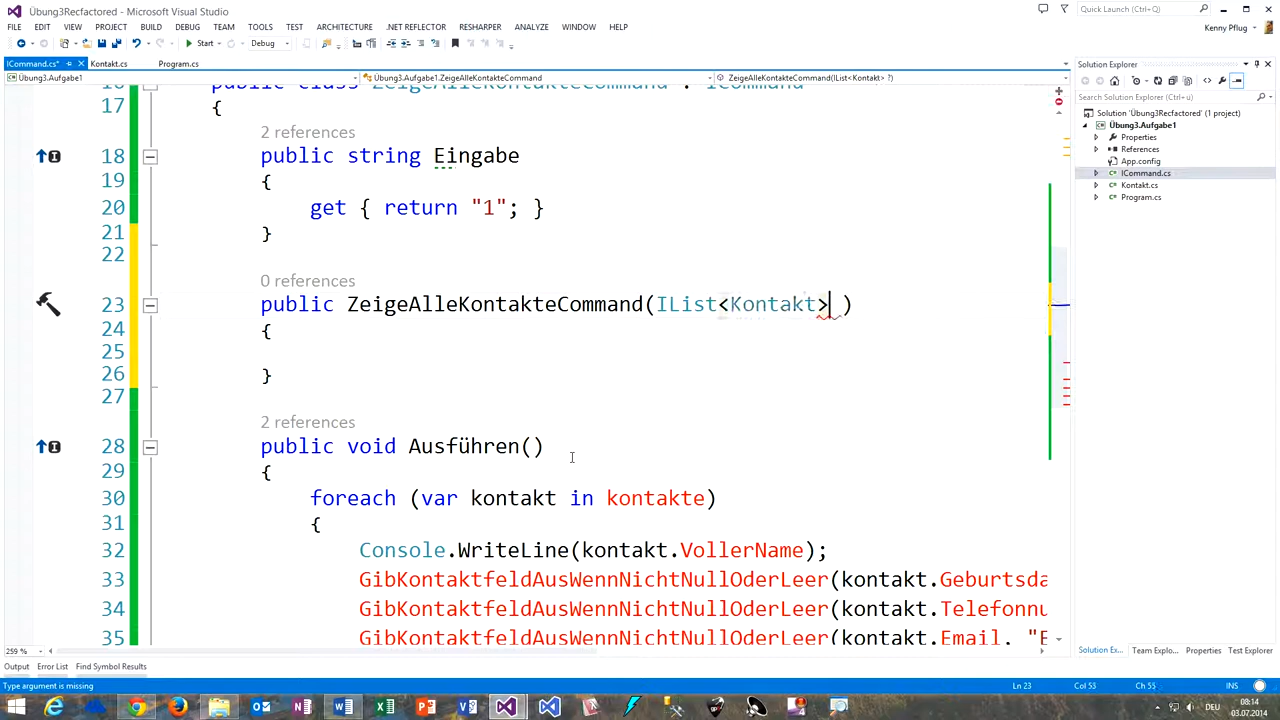 Übung3Recfactored - Microsoft Visual Studio
Quick Launch (Ctrl+Q)
FILE EDIT VIEW PROJECT BUILD DEBUG TEAM TOOLS TEST ARCHITECTURE .NET REFLECTOR RESHARPER ANALYZE WINDOW HELP
Kenny Pflug
Start Debug
ICommand.cs* Kontakt.cs Program.cs
Solution Explorer
Übung3.Aufgabe1 Übung3.Aufgabe1.ZeigeAlleKontakteCommand ZeigeAlleKontakteCommand(IList<Kontakt> ?)
Search Solution Explorer (Ctrl+ü)
Solution 'Übung3Refactored' (1 project)
Übung3.Aufgabe1
Properties
References
App.config
ICommand.cs
Kontakt.cs
Program.cs
16 public class ZeigeAlleKontakteCommand : ICommand
17 {
2 references
18 public string Eingabe
19 {
20 get { return "1"; }
21 }
22
0 references
23 public ZeigeAlleKontakteCommand(IList<Kontakt> )
24 {
25
26 }
27
2 references
28 public void Ausführen()
29 {
30 foreach (var kontakt in kontakte)
31 {
32 Console.WriteLine(kontakt.VollerName);
33 GibKontaktfeldAusWennNichtNullOderLeer(kontakt.Geburtsda
34 GibKontaktfeldAusWennNichtNullOderLeer(kontakt.Telefonnu
35 GibKontaktfeldAusWennNichtNullOderLeer(kontakt.Email, "E
259 %
Solution Ex... Team Explo... Properties Test Explorer
Output Error List Find Symbol Results
Type argument is missing Ln 23 Col 53 Ch 55 INS
DEU 08:14
03.07.2014